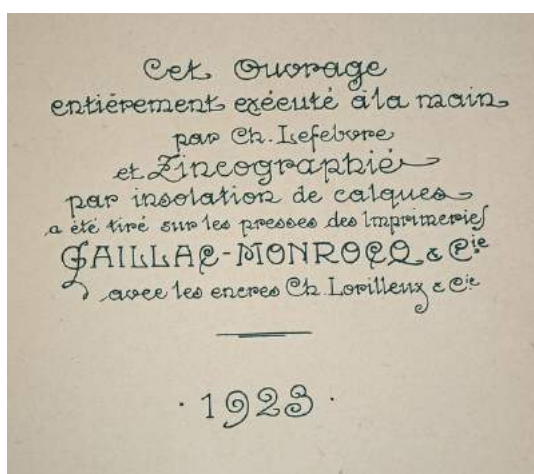 Cet Ouvrage
entiérement exécuté à la main
par Ch. Lefebvre
et Zincographié
par insolation de calques
a été tiré sur les presses des Imprimeries
GAILLAC-MONROCQ & Cie
avec les encres Ch. Lorilleux & Cie
· 1923 ·